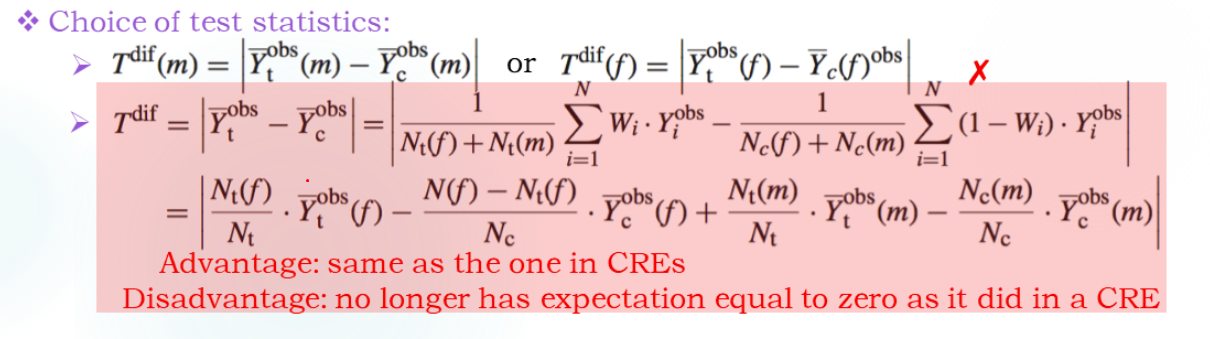 ❖ Choice of test statistics:
➢ T^dif(m) = |Ȳ_t^obs(m) − Ȳ_c^obs(m)| or T^dif(f) = |Ȳ_t^obs(f) − Ȳ_c(f)^obs| ✗
➢ T^dif = |Ȳ_t^obs − Ȳ_c^obs| = |1/(N_t(f) + N_t(m)) ∑_{i=1}^{N} W_i · Y_i^obs − 1/(N_c(f) + N_c(m)) ∑_{i=1}^{N} (1 − W_i) · Y_i^obs|
= |N_t(f)/N_t · Ȳ_t^obs(f) − (N(f) − N_t(f))/N_c · Ȳ_c^obs(f) + N_t(m)/N_t · Ȳ_t^obs(m) − N_c(m)/N_c · Ȳ_c^obs(m)|
Advantage: same as the one in CREs
Disadvantage: no longer has expectation equal to zero as it did in a CRE